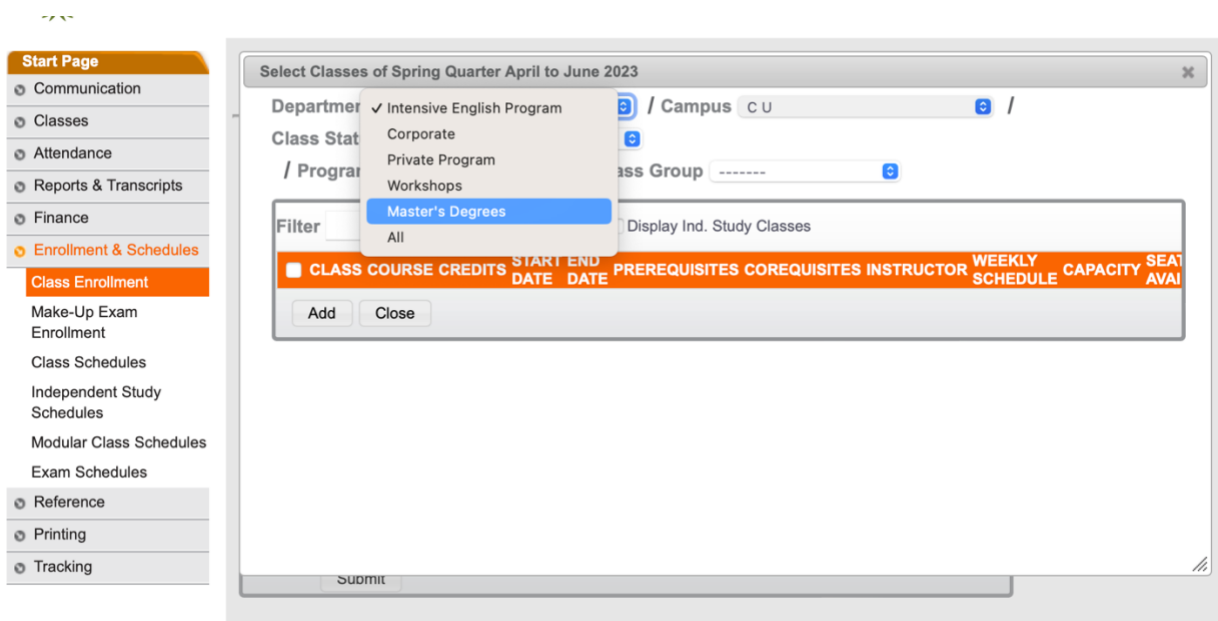 Start Page
Communication
Classes
Attendance
Reports & Transcripts
Finance
Enrollment & Schedules
Class Enrollment
Make-Up Exam
Enrollment
Class Schedules
Independent Study
Schedules
Modular Class Schedules
Exam Schedules
Reference
Printing
Tracking
Select Classes of Spring Quarter April to June 2023
Departmen / Campus C U /
✓ Intensive English Program
Corporate
Private Program
Workshops
Master's Degrees
All
Class Stat
/ Progra ass Group -------
Filter Display Ind. Study Classes
CLASS COURSE CREDITS START DATE END DATE PREREQUISITES COREQUISITES INSTRUCTOR WEEKLY SCHEDULE CAPACITY SEAT AVAI
Add Close
Submit